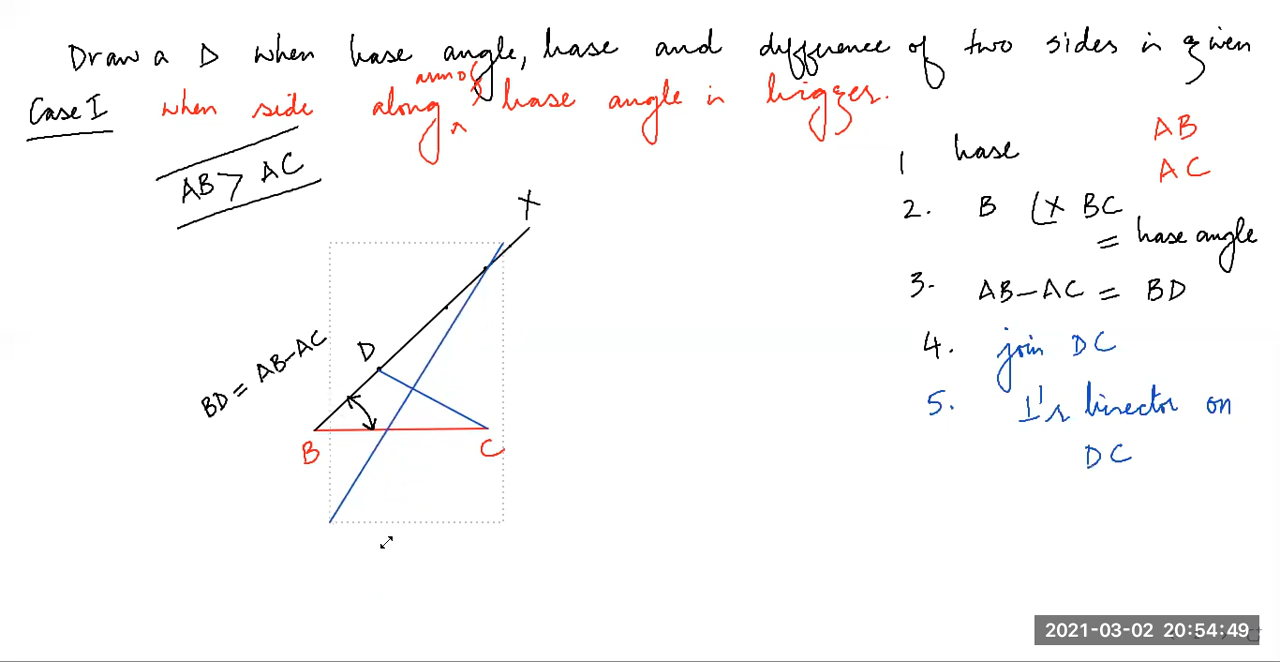 Draw a D when base angle, base and difference of two sides is given
arm of
Case I when side along ^ base angle is bigger.
AB > AC
AB
AC
1 base
2. B ∠XBC
= base angle
3. AB-AC = BD
4. join DC
5. ⊥'r bisector on
DC
X
D
BD = AB-AC
B
C
2021-03-02 20:54:49